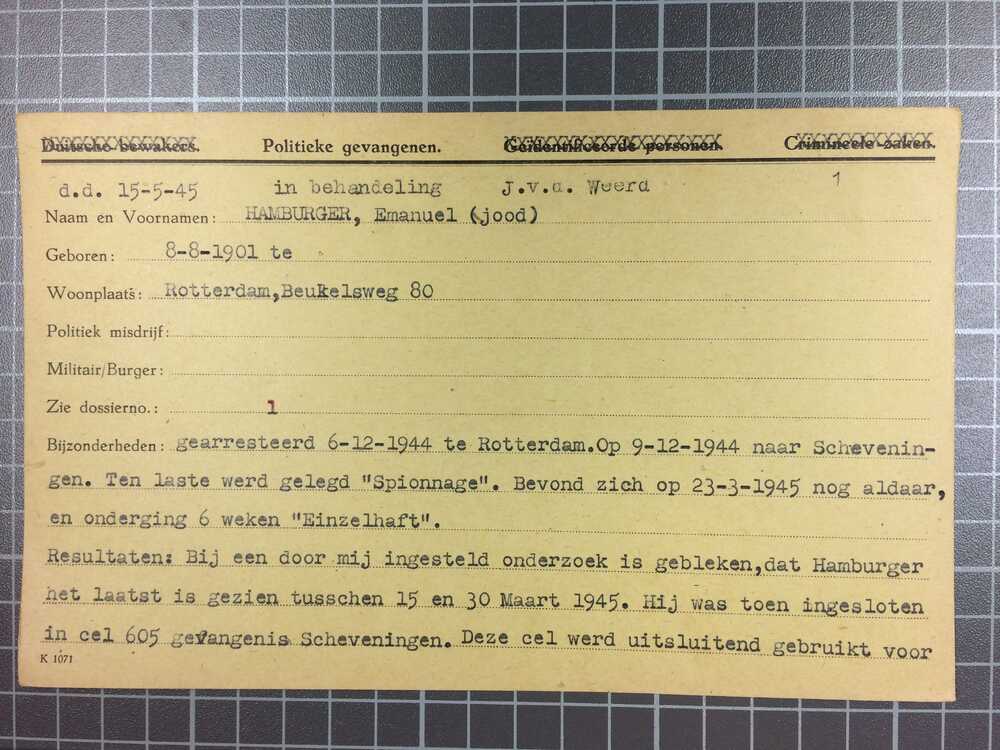 Duitsche bewakers. Politieke gevangenen. Geïdentificeerde personen. Crimineele zaken.
d.d. 15-5-45 in behandeling J.v.d. Weerd 1
Naam en Voornamen: HAMBURGER, Emanuel (jood)
Geboren: 8-8-1901 te
Woonplaats: Rotterdam,Beukelsweg 80
Politiek misdrijf:
Militair/Burger:
Zie dossierno.: 1
Bijzonderheden: gearresteerd 6-12-1944 te Rotterdam.Op 9-12-1944 naar Schevenin-
gen. Ten laste werd gelegd "Spionnage". Bevond zich op 23-3-1945 nog aldaar,
en onderging 6 weken "Einzelhaft".
Resultaten: Bij een door mij ingesteld onderzoek is gebleken,dat Hamburger
het laatst is gezien tusschen 15 en 30 Maart 1945. Hij was toen ingesloten
in cel 605 gevangenis Scheveningen. Deze cel werd uitsluitend gebruikt voor
K 1071